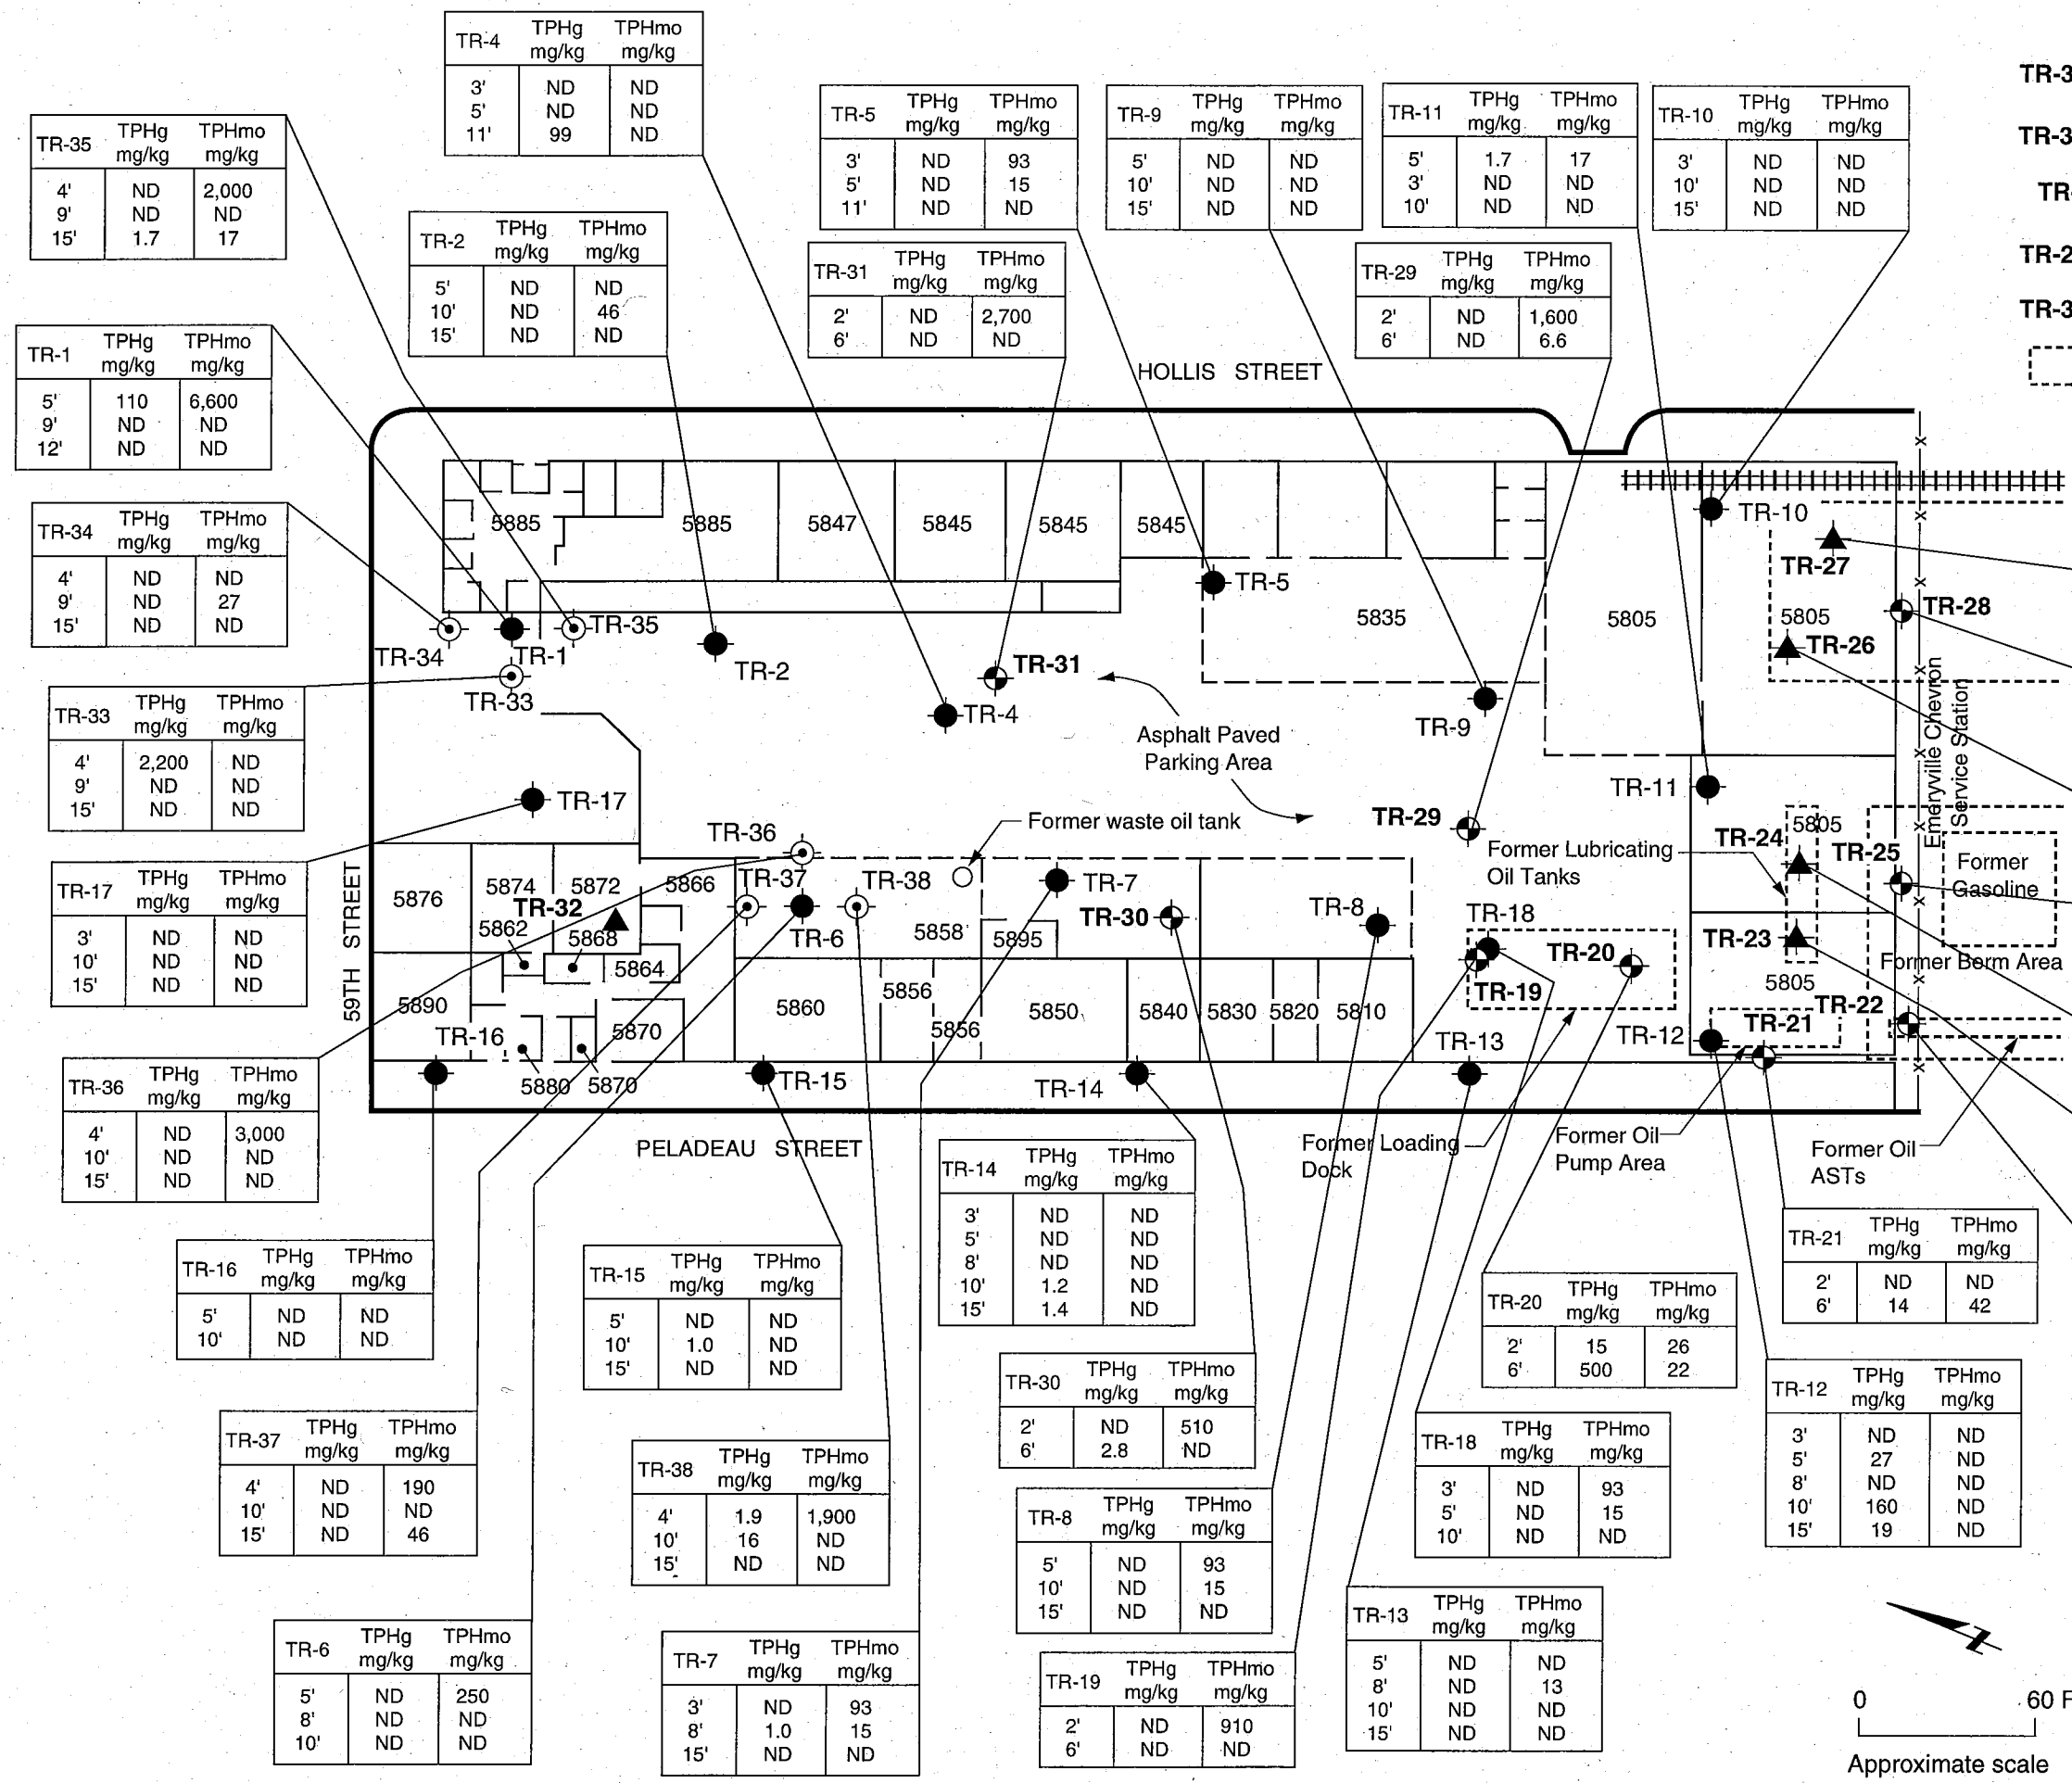 TR-4 TPHg TPHmo
mg/kg mg/kg
3' ND ND
5' ND ND
11' 99 ND
TR-35 TPHg TPHmo
mg/kg mg/kg
4' ND 2,000
9' ND ND
15' 1.7 17
TR-5 TPHg TPHmo
mg/kg mg/kg
3' ND 93
5' ND 15
11' ND ND
TR-9 TPHg TPHmo
mg/kg mg/kg
5' ND ND
10' ND ND
15' ND ND
TR-11 TPHg TPHmo
mg/kg mg/kg
5' 1.7 17
3' ND ND
10' ND ND
TR-10 TPHg TPHmo
mg/kg mg/kg
3' ND ND
10' ND ND
15' ND ND
TR-3
TR-3
TR-
TR-2
TR-3
TR-2 TPHg TPHmo
mg/kg mg/kg
5' ND ND
10' ND 46
15' ND ND
TR-31 TPHg TPHmo
mg/kg mg/kg
2' ND 2,700
6' ND ND
TR-29 TPHg TPHmo
mg/kg mg/kg
2' ND 1,600
6' ND 6.6
TR-1 TPHg TPHmo
mg/kg mg/kg
5' 110 6,600
9' ND ND
12' ND ND
HOLLIS STREET
TR-34 TPHg TPHmo
mg/kg mg/kg
4' ND ND
9' ND 27
15' ND ND
5885 5885 5847 5845 5845 5845
TR-10
TR-27
TR-5
5835
5805
5805
TR-28
TR-26
TR-34
TR-1
TR-35
TR-2
TR-31
TR-33
TR-4
TR-9
TR-33 TPHg TPHmo
mg/kg mg/kg
4' 2,200 ND
9' ND ND
15' ND ND
Asphalt Paved
Parking Area
Emeryville Chevron
Service Station
TR-17
TR-11
TR-36
Former waste oil tank
TR-29
Former Lubricating
Oil Tanks
TR-24
5805
TR-25
Former
Gasoline
TR-17 TPHg TPHmo
mg/kg mg/kg
3' ND ND
10' ND ND
15' ND ND
59TH STREET
5876
5874
5872
5866
TR-37
TR-38
TR-7
TR-32
5862
5868
5864
TR-6
5858
5895
TR-30
TR-8
TR-18
TR-20
TR-23
Former Berm Area
5890
5860
5856
5856
5850
5840
5830
5820
5810
TR-19
5805
TR-22
TR-21
TR-16
5870
5880
5870
TR-15
TR-14
TR-13
TR-12
PELADEAU STREET
Former Loading
Dock
Former Oil
Pump Area
Former Oil
ASTs
TR-36 TPHg TPHmo
mg/kg mg/kg
4' ND 3,000
10' ND ND
15' ND ND
TR-14 TPHg TPHmo
mg/kg mg/kg
3' ND ND
5' ND ND
8' ND ND
10' 1.2 ND
15' 1.4 ND
TR-16 TPHg TPHmo
mg/kg mg/kg
5' ND ND
10' ND ND
TR-15 TPHg TPHmo
mg/kg mg/kg
5' ND ND
10' 1.0 ND
15' ND ND
TR-21 TPHg TPHmo
mg/kg mg/kg
2' ND ND
6' 14 42
TR-20 TPHg TPHmo
mg/kg mg/kg
2' 15 26
6' 500 22
TR-30 TPHg TPHmo
mg/kg mg/kg
2' ND 510
6' 2.8 ND
TR-12 TPHg TPHmo
mg/kg mg/kg
3' ND ND
5' 27 ND
8' ND ND
10' 160 ND
15' 19 ND
TR-37 TPHg TPHmo
mg/kg mg/kg
4' ND 190
10' ND ND
15' ND 46
TR-38 TPHg TPHmo
mg/kg mg/kg
4' 1.9 1,900
10' 16 ND
15' ND ND
TR-18 TPHg TPHmo
mg/kg mg/kg
3' ND 93
5' ND 15
10' ND ND
TR-8 TPHg TPHmo
mg/kg mg/kg
5' ND 93
10' ND 15
15' ND ND
TR-13 TPHg TPHmo
mg/kg mg/kg
5' ND ND
8' ND 13
10' ND ND
15' ND ND
TR-6 TPHg TPHmo
mg/kg mg/kg
5' ND 250
8' ND ND
10' ND ND
TR-7 TPHg TPHmo
mg/kg mg/kg
3' ND 93
8' 1.0 15
15' ND ND
TR-19 TPHg TPHmo
mg/kg mg/kg
2' ND 910
6' ND ND
0 60 F
Approximate scale